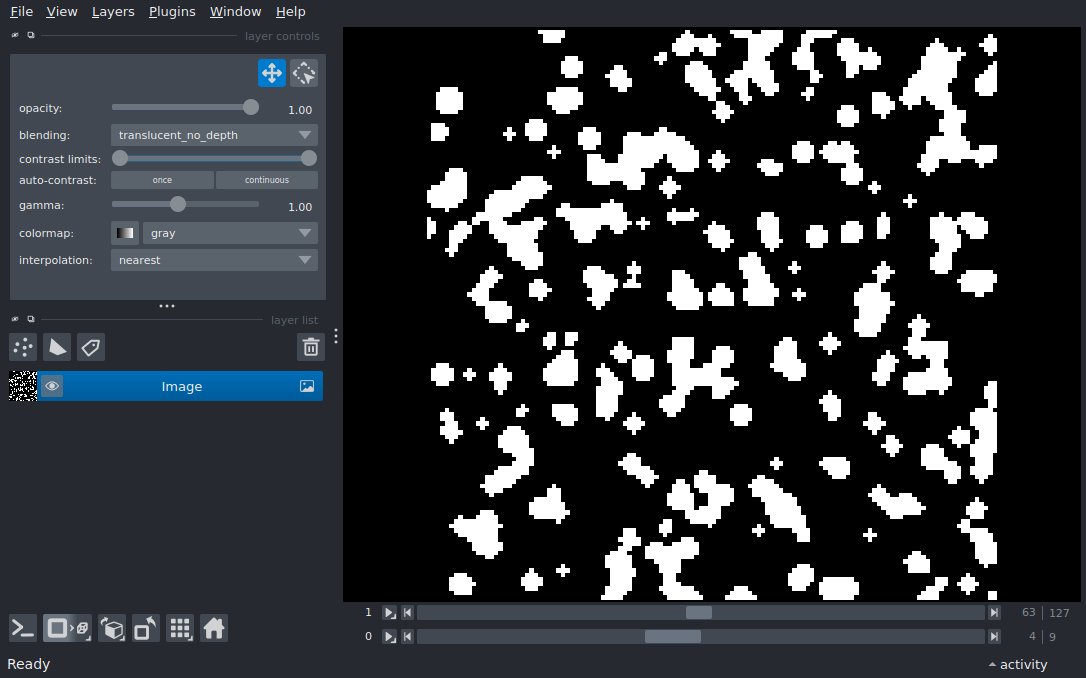 File View Layers Plugins Window Help
layer controls
opacity: 1.00
blending: translucent_no_depth
contrast limits:
auto-contrast: once continuous
gamma: 1.00
colormap: gray
interpolation: nearest
layer list
Image
1 63 127
0 4 9
Ready activity